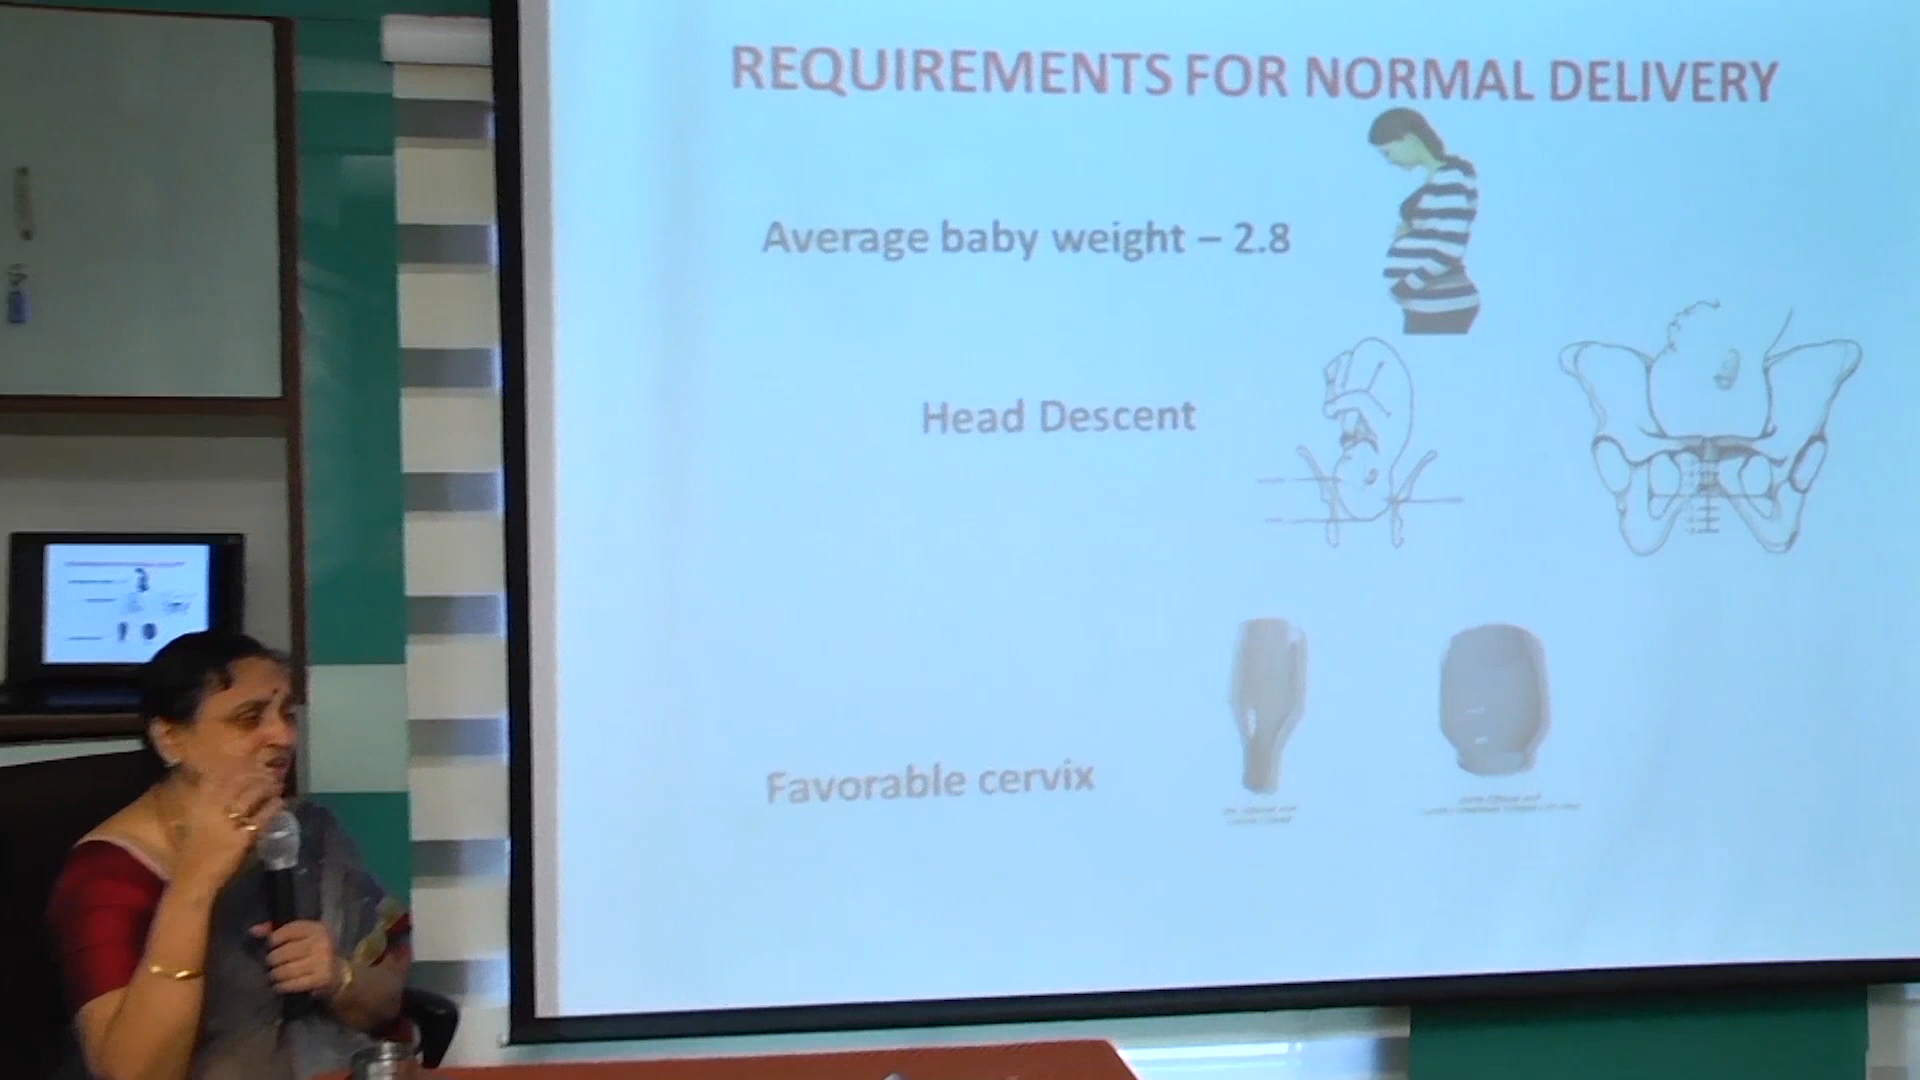 REQUIREMENTS FOR NORMAL DELIVERY
Average baby weight – 2.8
Head Descent
Favorable cervix